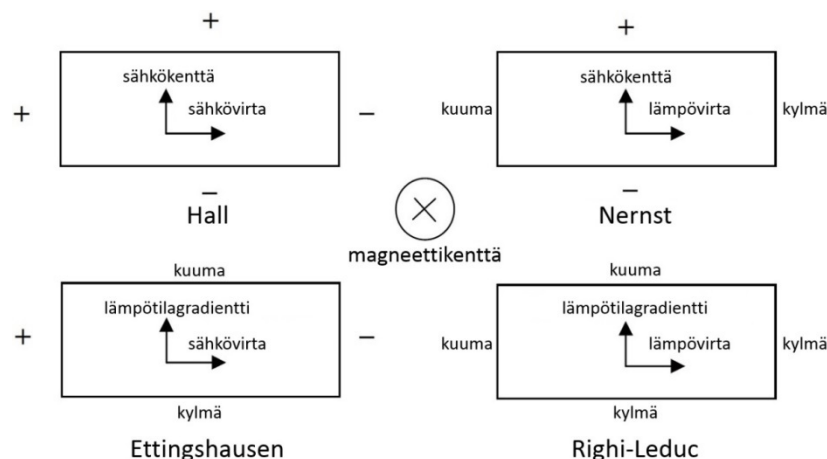 + +
sähkökenttä sähkökenttä
+ sähkövirta − kuuma lämpövirta kylmä
− −
Hall Nernst
magneettikenttä
kuuma kuuma
lämpötilagradientti lämpötilagradientti
+ sähkövirta − kuuma lämpövirta kylmä
kylmä kylmä
Ettingshausen Righi-Leduc